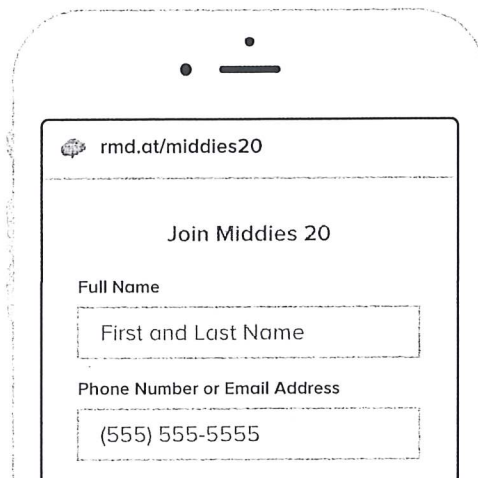 rmd.at/middies20
Join Middies 20
Full Name
First and Last Name
Phone Number or Email Address
(555) 555-5555